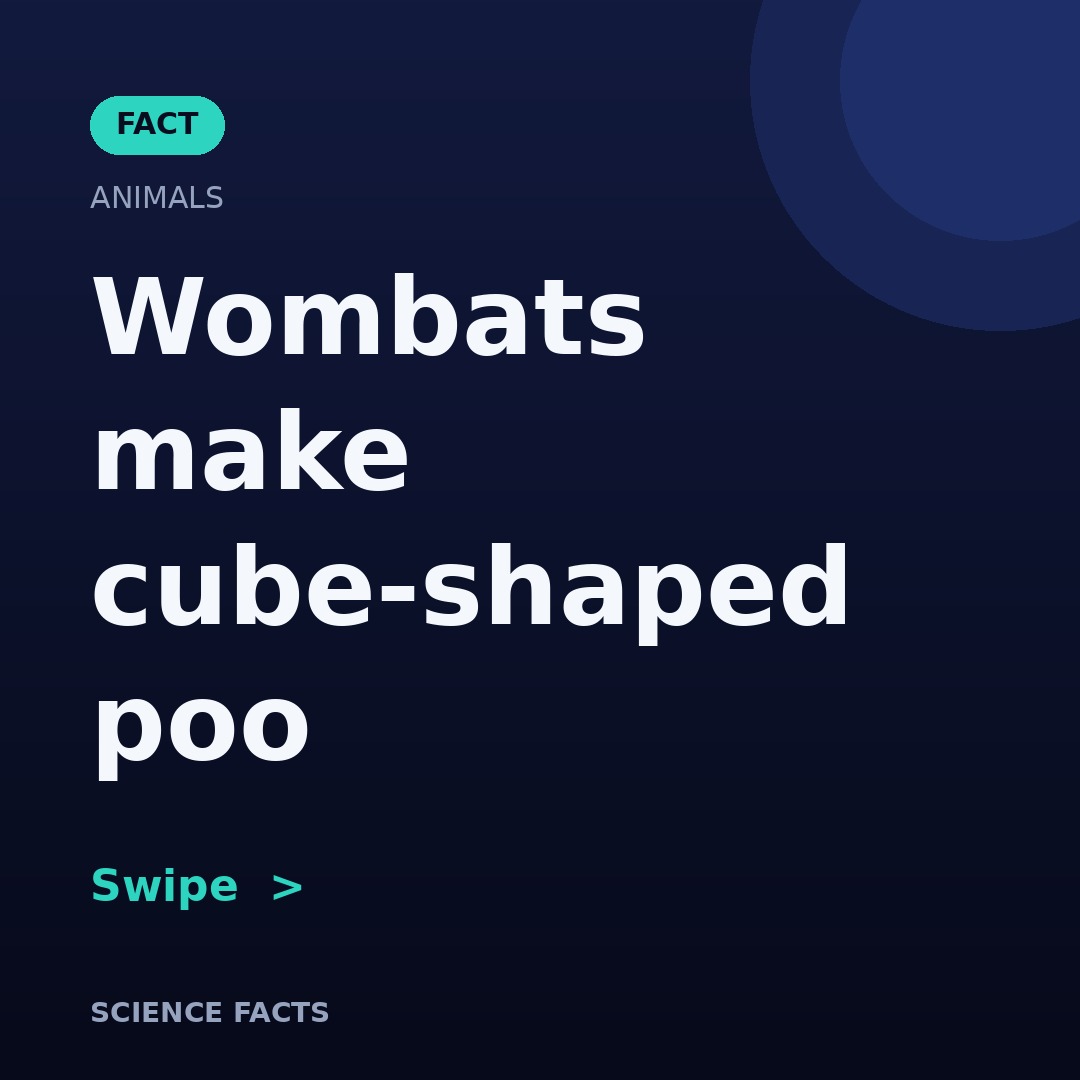 FACT
ANIMALS
Wombats
make
cube-shaped
poo
Swipe >
SCIENCE FACTS